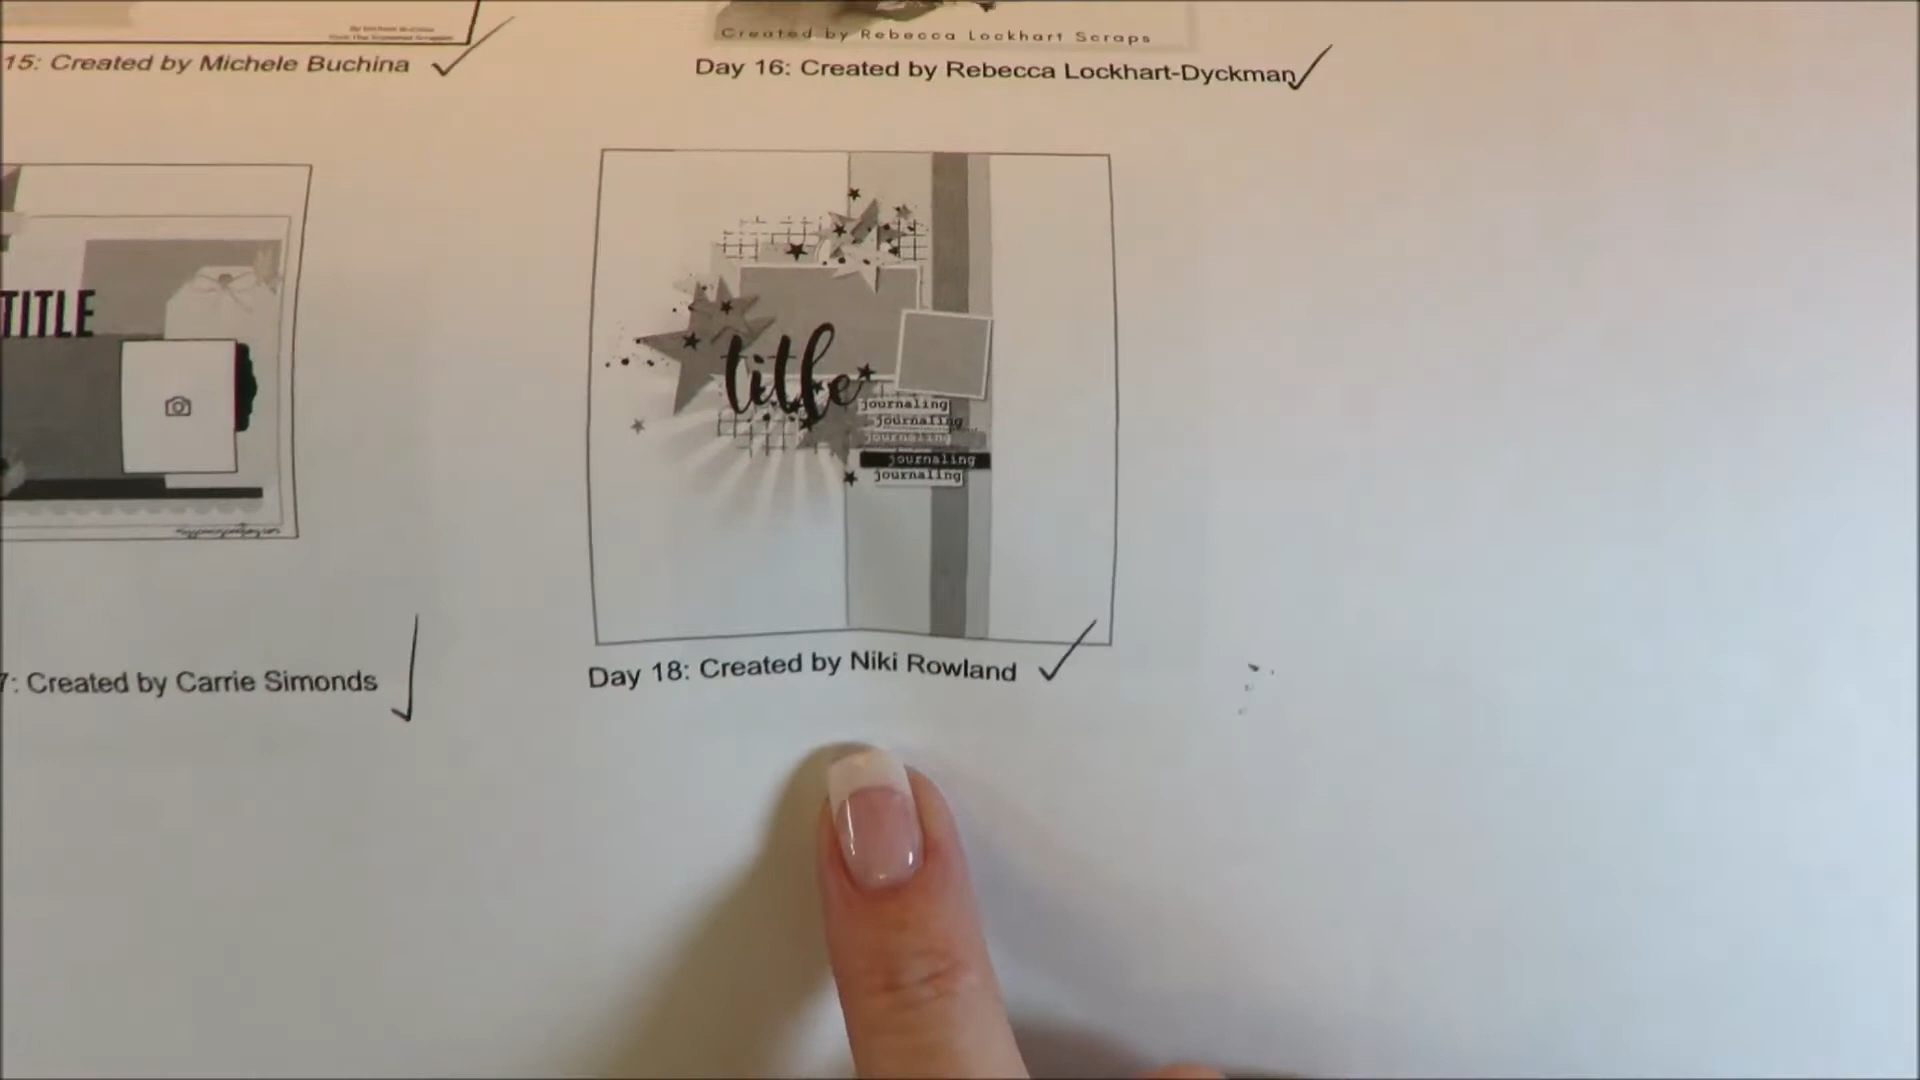 Created by Rebecca Lockhart Scraps
15: Created by Michele Buchina
Day 16: Created by Rebecca Lockhart-Dyckman
TITLE
title
journaling
journaling
journaling
journaling
journaling
7: Created by Carrie Simonds
Day 18: Created by Niki Rowland